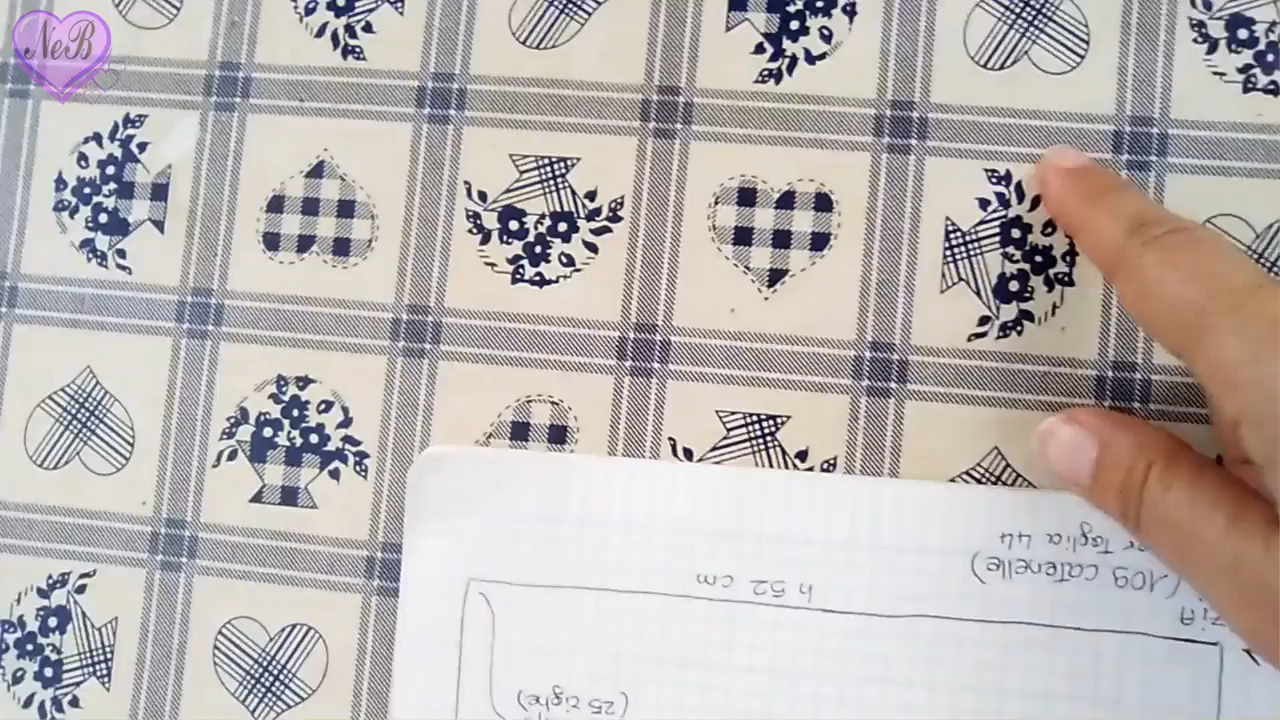 NeB
Taglia 44
(109 catenelle)
h 52 cm
(25 righe)